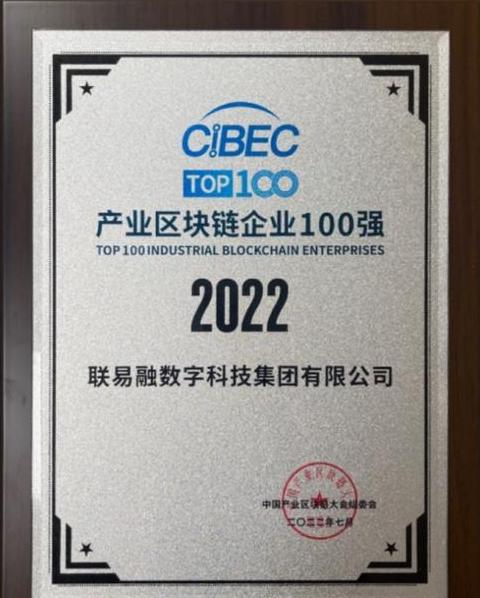 CiBEC
TOP 100
产业区块链企业100强
TOP 100 INDUSTRIAL BLOCKCHAIN ENTERPRISES
2022
联易融数字科技集团有限公司
中国产业区块链大会组委会
二〇二二年七月